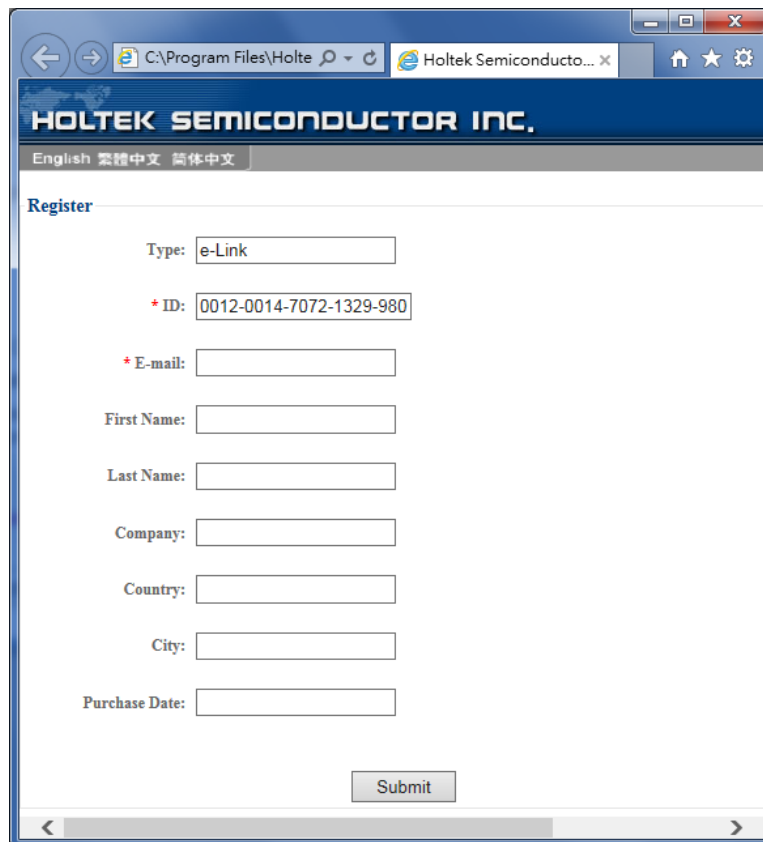 C:\Program Files\Holte
Holtek Semiconducto...
HOLTEK SEMICONDUCTOR INC.
English 繁體中文 简体中文
Register
Type: e-Link
* ID: 0012-0014-7072-1329-980
* E-mail:
First Name:
Last Name:
Company:
Country:
City:
Purchase Date:
Submit